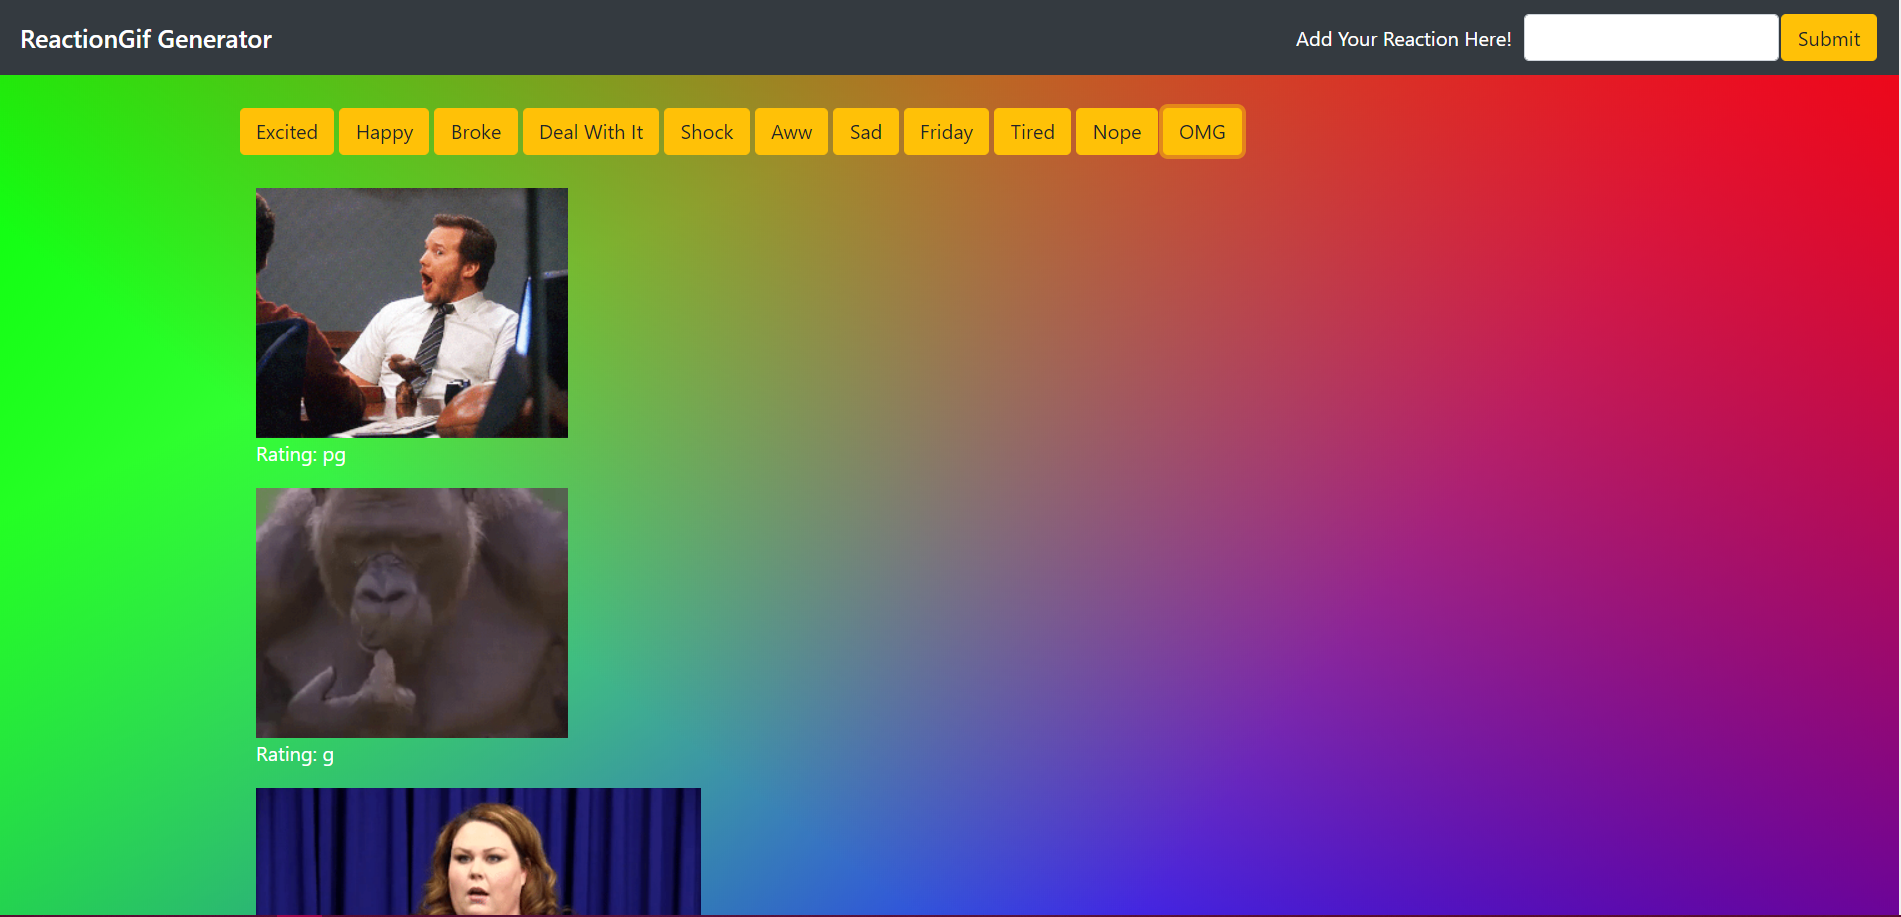 ReactionGif Generator
Add Your Reaction Here! Submit
Excited Happy Broke Deal With It Shock Aww Sad Friday Tired Nope OMG
Rating: pg
Rating: g